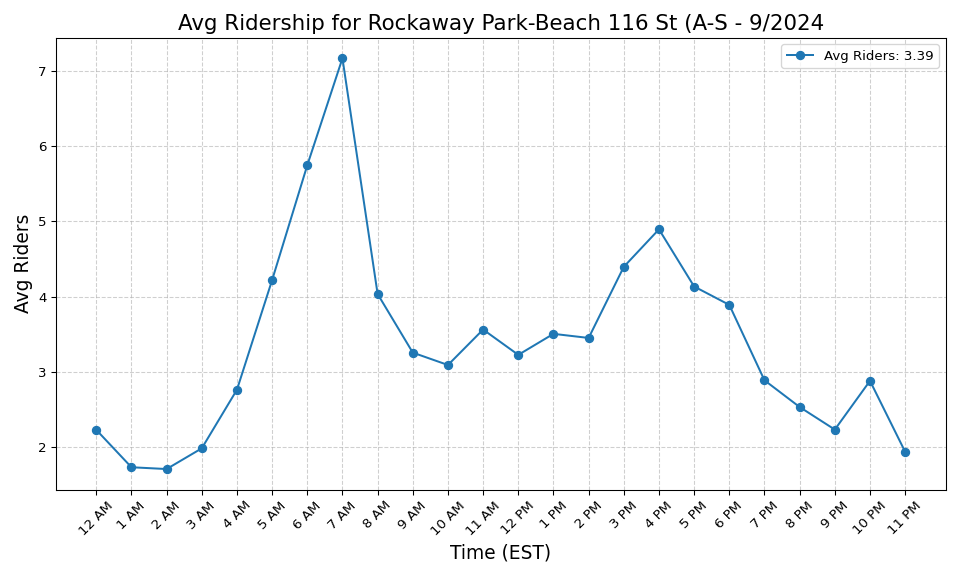 Avg Ridership for Rockaway Park-Beach 116 St (A-S - 9/2024
Avg Riders: 3.39
Avg Riders
7
6
5
4
3
2
12 AM
1 AM
2 AM
3 AM
4 AM
5 AM
6 AM
7 AM
8 AM
9 AM
10 AM
11 AM
12 PM
1 PM
2 PM
3 PM
4 PM
5 PM
6 PM
7 PM
8 PM
9 PM
10 PM
11 PM
Time (EST)